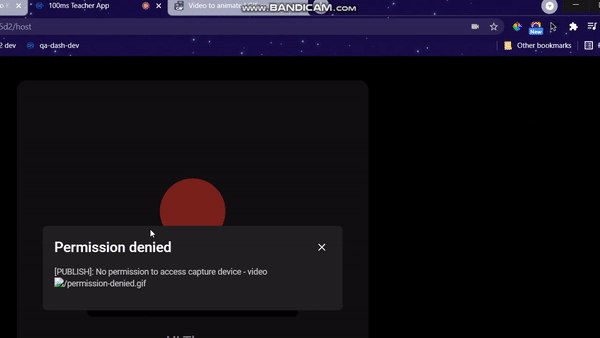 100ms Teacher App
Video to animate
www.BANDICAM.com
5d2/host
New
2 dev
qa-dash-dev
Other bookmarks
Permission denied
[PUBLISH]: No permission to access capture device - video
/permission-denied.gif